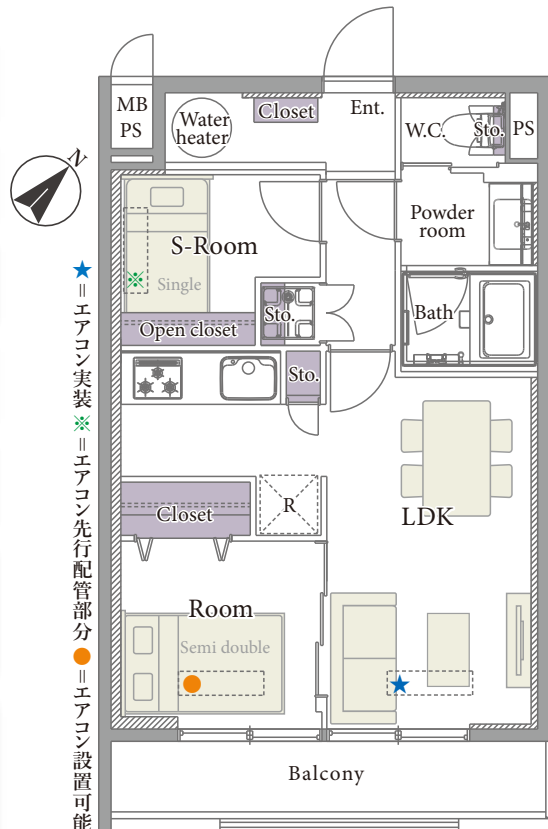 MB
PS
Water
heater
Closet
Ent.
W.C.
Sto.
PS
N
S-Room
Single
Powder
room
Sto.
Bath
Open closet
Sto.
Closet
R
LDK
Room
Semi double
Balcony
★=エアコン実装 ※=エアコン先行配管部分 ●=エアコン設置可能